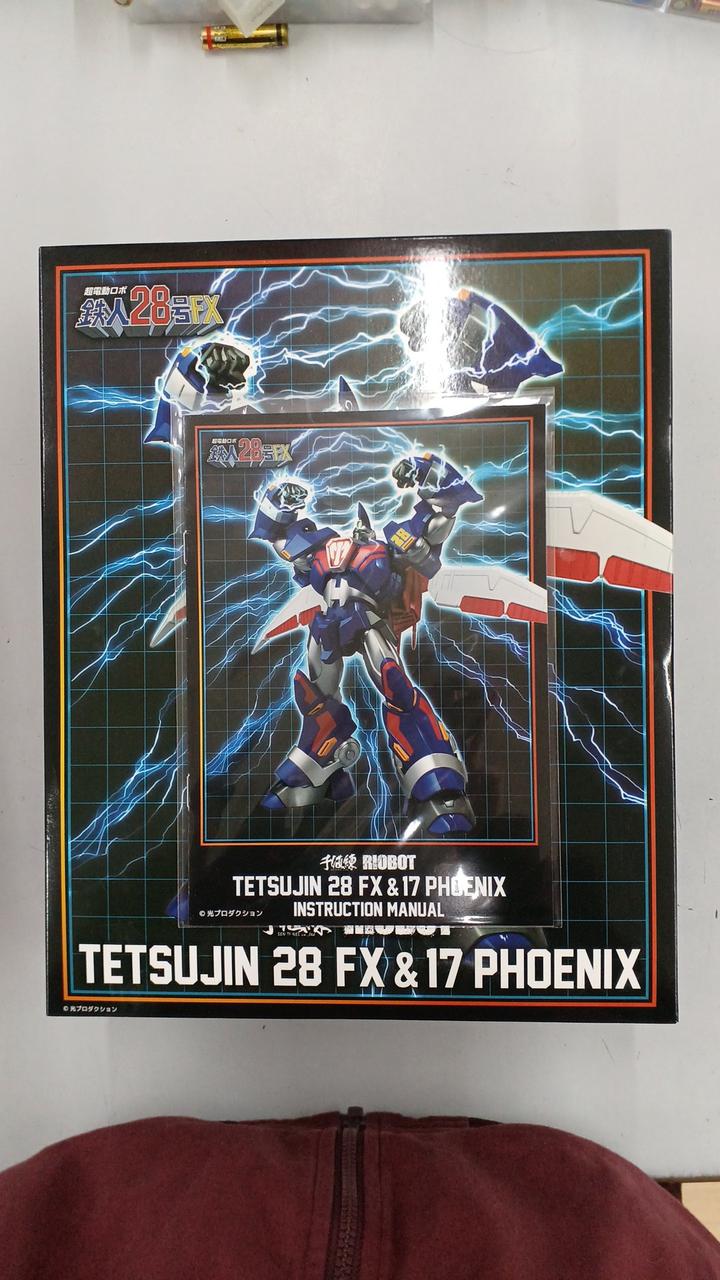 超電動ロボ
鉄人28号FX
超電動ロボ
鉄人28号FX
28
千値練 RIOBOT
TETSUJIN 28 FX & 17 PHOENIX
INSTRUCTION MANUAL
© 光プロダクション
RIOBOT
TETSUJIN 28 FX & 17 PHOENIX
© 光プロダクション